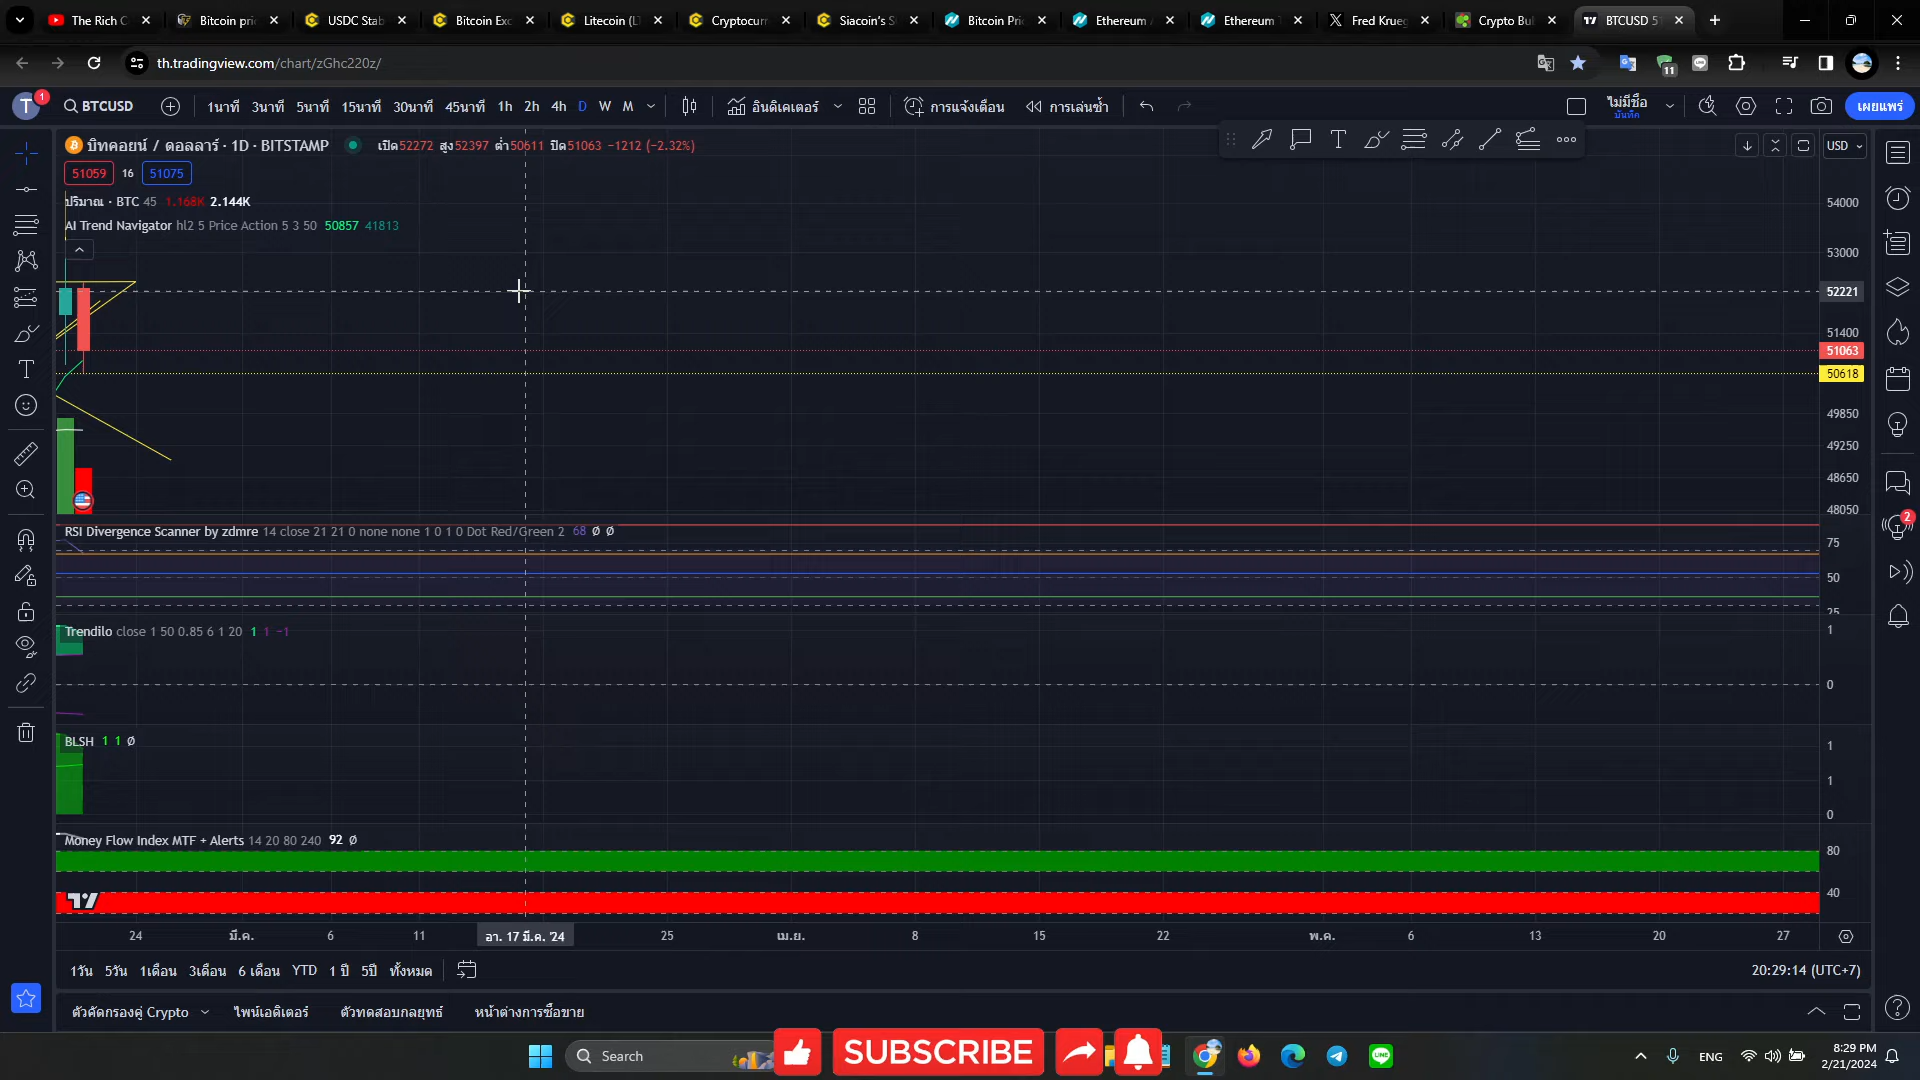 The Rich C
Bitcoin pri
USDC Stab
Bitcoin Exc
Litecoin (L
Cryptocurr
Siacoin's S
Bitcoin Pric
Ethereum A
Ethereum T
Fred Krueg
Crypto Bul
BTCUSD 5
th.tradingview.com/chart/zGhc220z/
11
T 1 BTCUSD 1นาที 3นาที 5นาที 15นาที 30นาที 45นาที 1h 2h 4h D W M อินดิเคเตอร์ การแจ้งเตือน การเล่นซ้ำ ไม่มีชื่อ บันทึก เผยแพร่
บิทคอยน์ / ดอลลาร์ · 1D · BITSTAMP เปิด52272 สูง52397 ต่ำ50611 ปิด51063 −1212 (−2.32%) USD
51059 16 51075
ปริมาณ · BTC 45 1.168K 2.144K
AI Trend Navigator hl2 5 Price Action 5 3 50 50857 41813
54000
53000
52221
51400
51063
50618
49850
49250
48650
48050
RSI Divergence Scanner by zdmre 14 close 21 21 0 none none 1 0 1 0 Dot Red/Green 2 68 Ø Ø
75
50
25
Trendilo close 1 50 0.85 6 1 20 1 1 −1
1
0
BLSH 1 1 Ø
1
1
0
Money Flow Index MTF + Alerts 14 20 80 240 92 Ø
80
40
24 มี.ค. 6 11 อา. 17 มี.ค. '24 25 เม.ย. 8 15 22 พ.ค. 6 13 20 27
1วัน 5วัน 1เดือน 3เดือน 6 เดือน YTD 1 ปี 5ปี ทั้งหมด 20:29:14 (UTC+7)
ตัวคัดกรองคู่ Crypto ไพน์เอดิเตอร์ ตัวทดสอบกลยุทธ์ หน้าต่างการซื้อขาย
2
Search SUBSCRIBE ENG 8:29 PM
2/21/2024